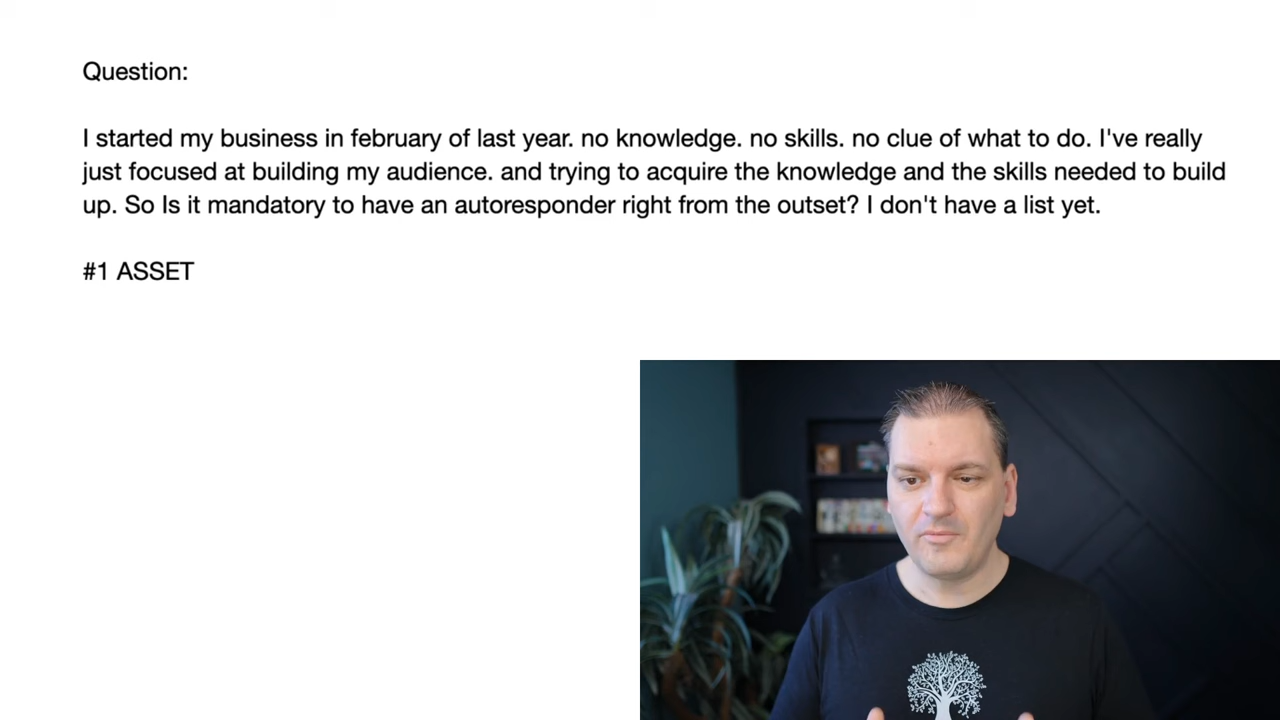 Question:
I started my business in february of last year. no knowledge. no skills. no clue of what to do. I've really
just focused at building my audience. and trying to acquire the knowledge and the skills needed to build
up. So Is it mandatory to have an autoresponder right from the outset? I don't have a list yet.
#1 ASSET